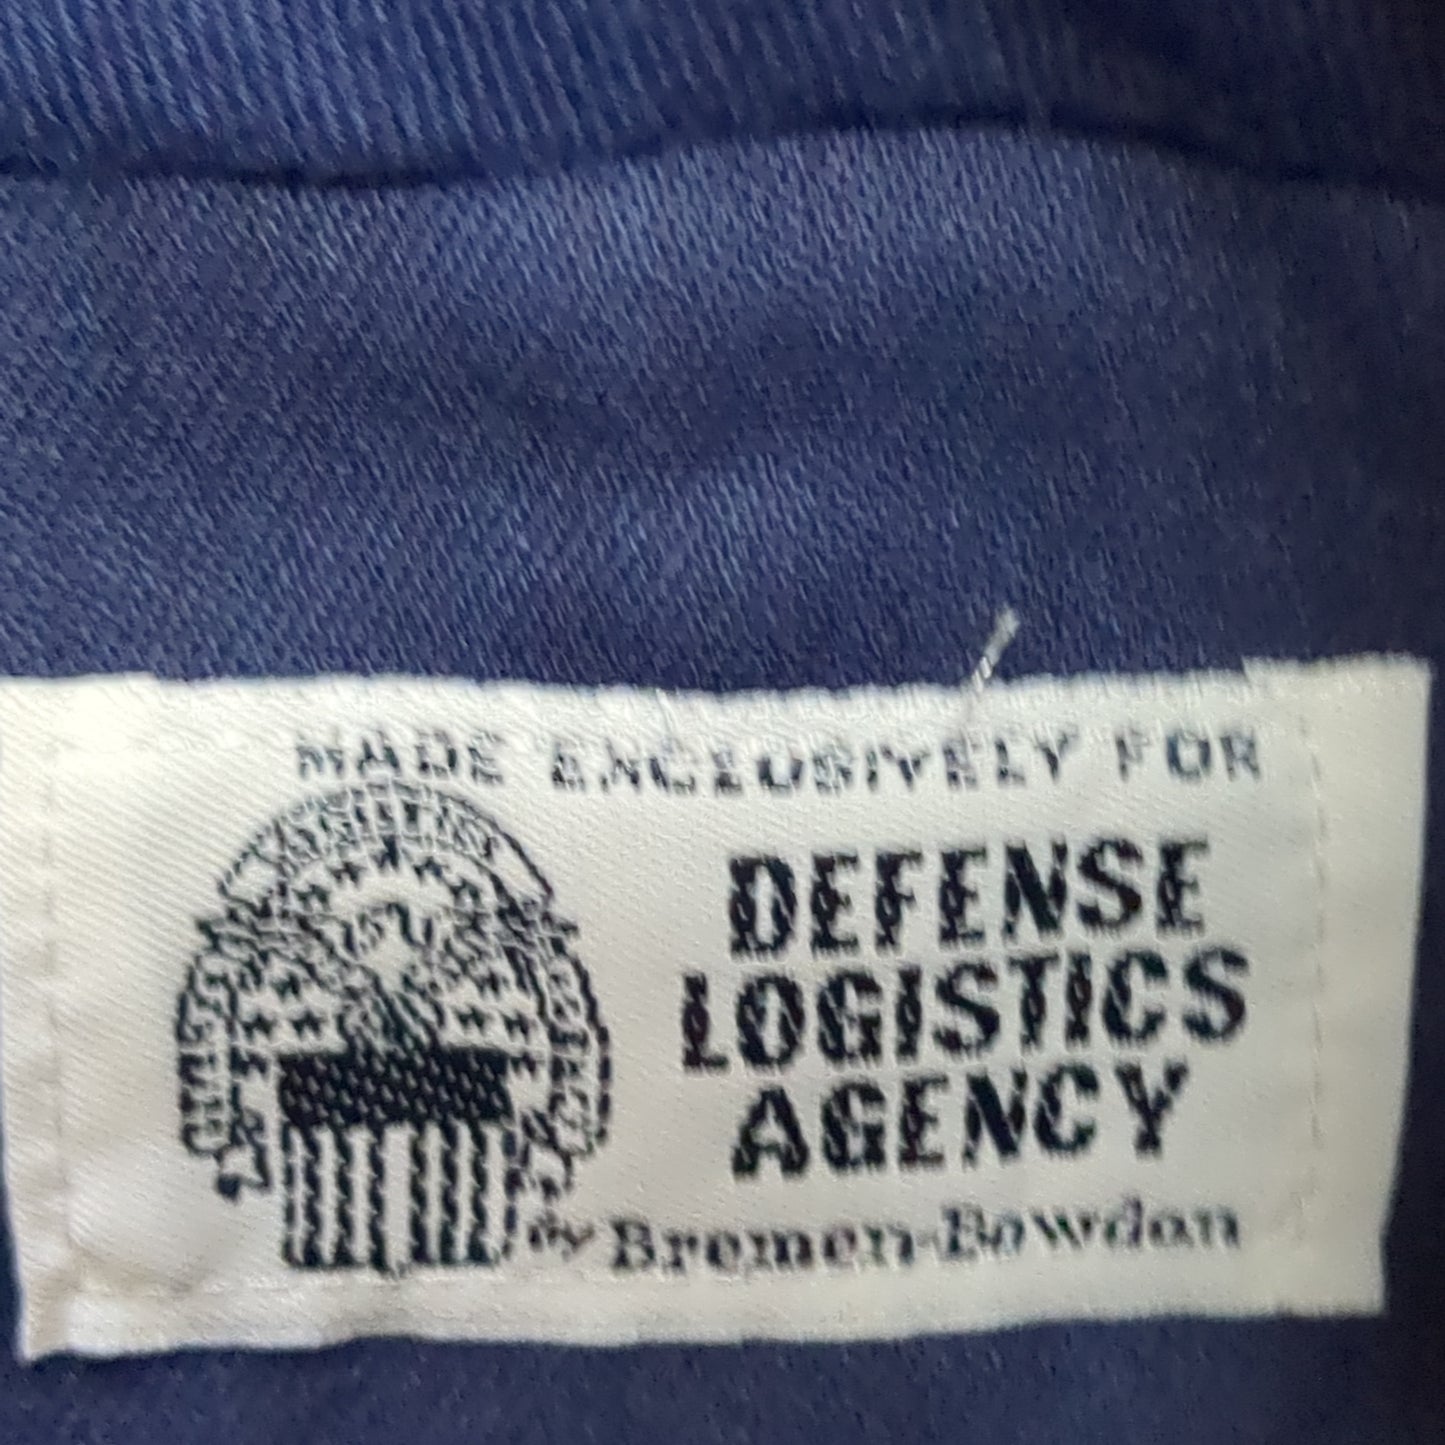 MADE EXCLUSIVELY FOR
DEFENSE
LOGISTICS
AGENCY
By Bremen-Bowdon